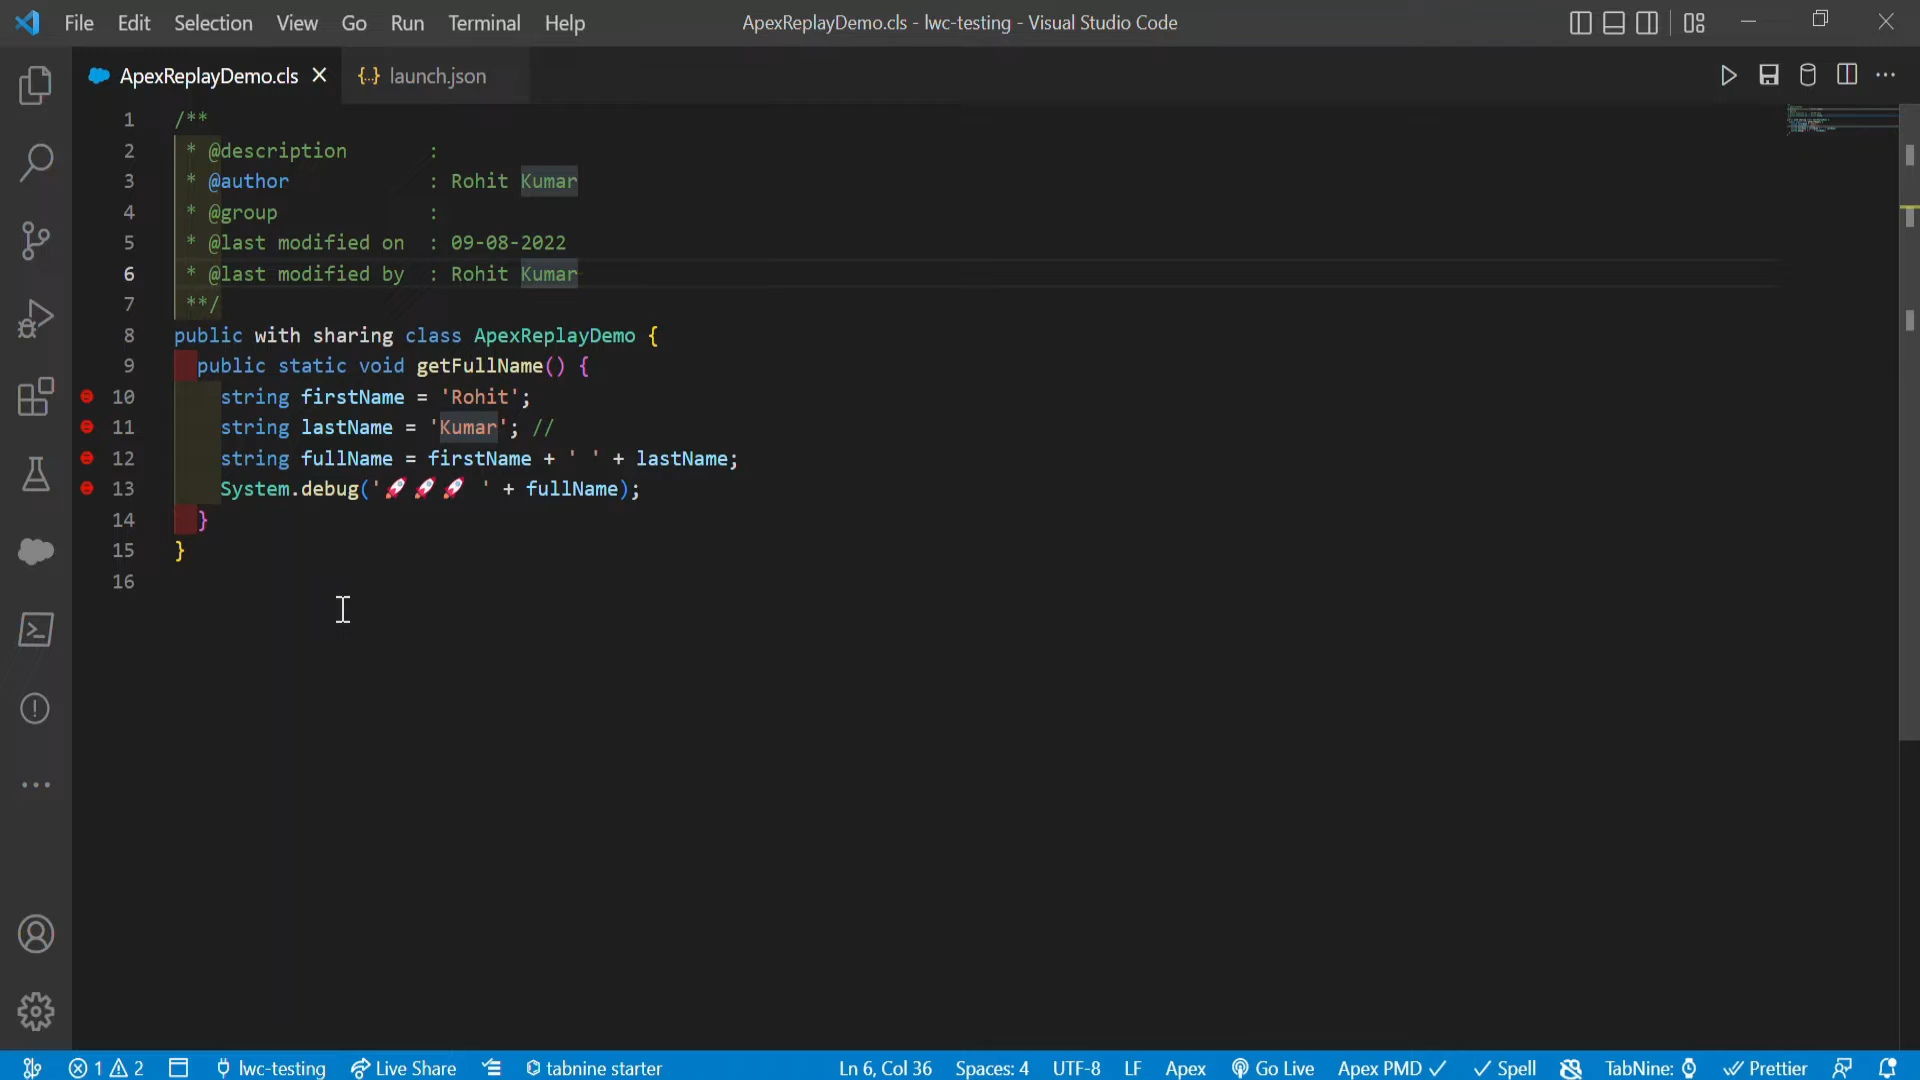 File Edit Selection View Go Run Terminal Help ApexReplayDemo.cls - lwc-testing - Visual Studio Code
ApexReplayDemo.cls launch.json
1 /**
2 * @description :
3 * @author : Rohit Kumar
4 * @group :
5 * @last modified on : 09-08-2022
6 * @last modified by : Rohit Kumar
7 **/
8 public with sharing class ApexReplayDemo {
9 public static void getFullName() {
10 string firstName = 'Rohit';
11 string lastName = 'Kumar'; //
12 string fullName = firstName + ' ' + lastName;
13 System.debug('🚀🚀🚀 ' + fullName);
14 }
15 }
16
1 2 lwc-testing Live Share tabnine starter Ln 6, Col 36 Spaces: 4 UTF-8 LF Apex Go Live Apex PMD ✓ ✓ Spell TabNine: Prettier